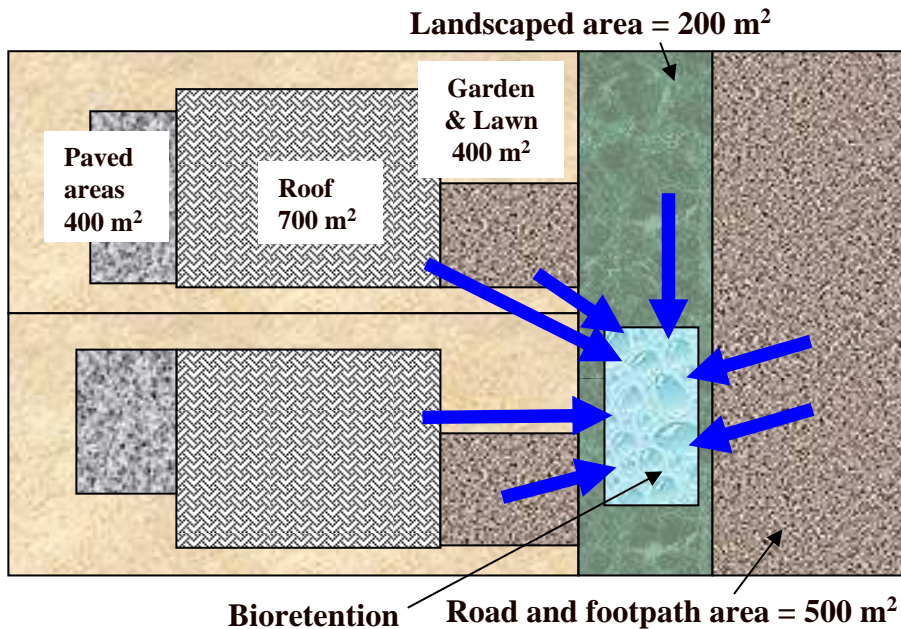 Landscaped area = 200 m²
Garden
& Lawn
400 m²
Paved
areas
400 m²
Roof
700 m²
Bioretention
Road and footpath area = 500 m²